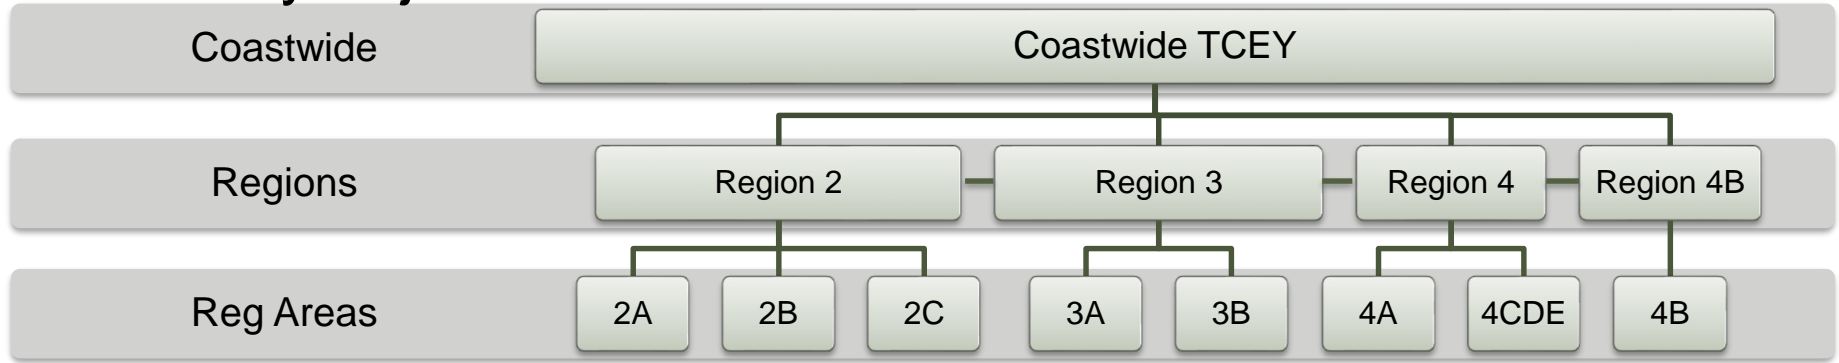 Coastwide
Coastwide TCEY
Regions
Region 2
Region 3
Region 4
Region 4B
Reg Areas
2A
2B
2C
3A
3B
4A
4CDE
4B